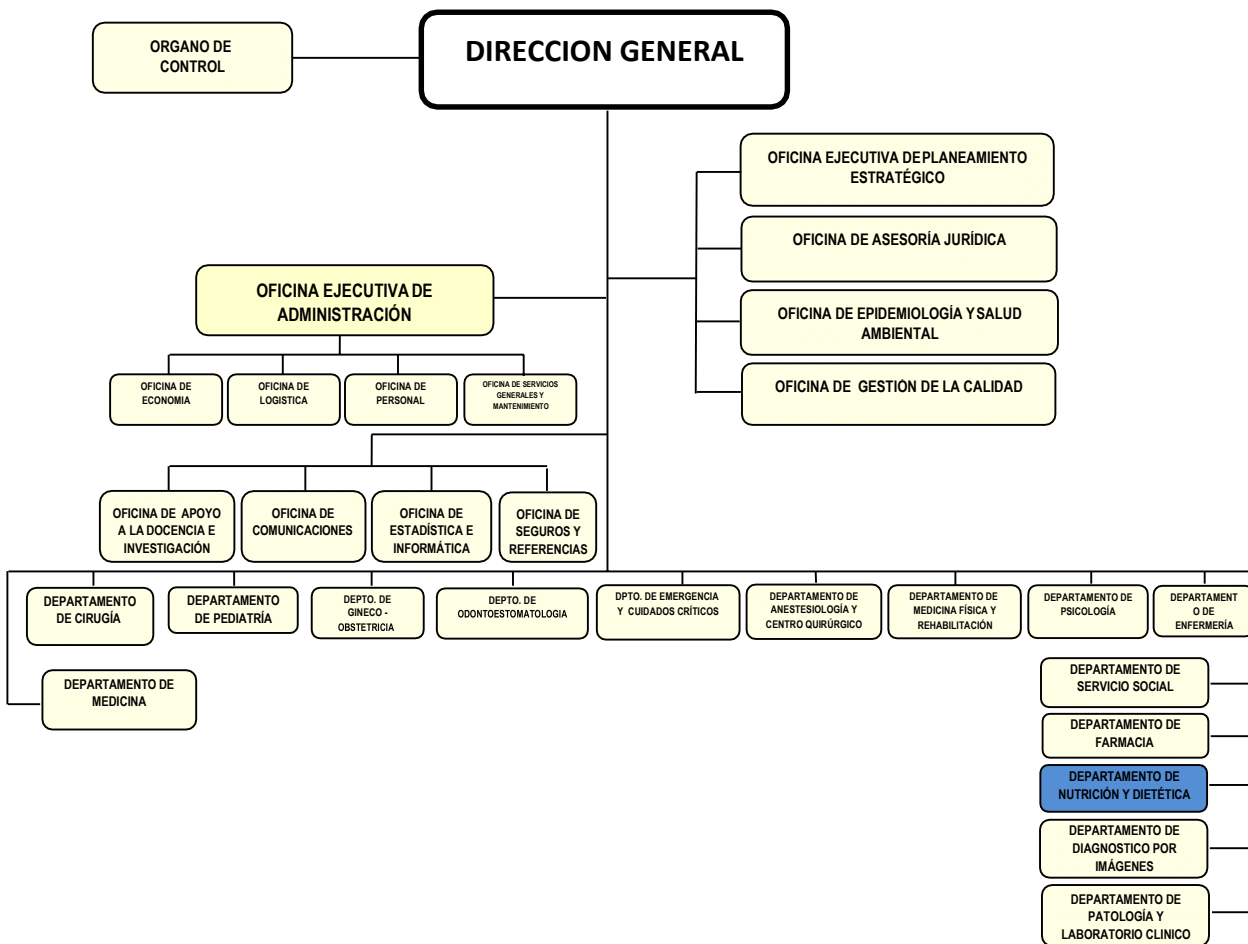 ORGANO DE
CONTROL
DIRECCION GENERAL
OFICINA EJECUTIVA DE PLANEAMIENTO
ESTRATÉGICO
OFICINA DE ASESORÍA JURÍDICA
OFICINA EJECUTIVA DE
ADMINISTRACIÓN
OFICINA DE EPIDEMIOLOGÍA Y SALUD
AMBIENTAL
OFICINA DE GESTIÓN DE LA CALIDAD
OFICINA DE
ECONOMIA
OFICINA DE
LOGISTICA
OFICINA DE
PERSONAL
OFICINA DE SERVICIOS
GENERALES Y
MANTENIMIENTO
OFICINA DE APOYO
A LA DOCENCIA E
INVESTIGACIÓN
OFICINA DE
COMUNICACIONES
OFICINA DE
ESTADÍSTICA E
INFORMÁTICA
OFICINA DE
SEGUROS Y
REFERENCIAS
DEPARTAMENTO
DE CIRUGÍA
DEPARTAMENTO
DE PEDIATRÍA
DEPTO. DE
GINECO -
OBSTETRICIA
DEPTO. DE
ODONTOESTOMATOLOGIA
DPTO. DE EMERGENCIA
Y CUIDADOS CRÍTICOS
DEPARTAMENTO DE
ANESTESIOLOGÍA Y
CENTRO QUIRÚRGICO
DEPARTAMENTO DE
MEDICINA FÍSICA Y
REHABILITACIÓN
DEPARTAMENTO DE
PSICOLOGÍA
DEPARTAMENT
O DE
ENFERMERÍA
DEPARTAMENTO DE
MEDICINA
DEPARTAMENTO DE
SERVICIO SOCIAL
DEPARTAMENTO DE
FARMACIA
DEPARTAMENTO DE
NUTRICIÓN Y DIETÉTICA
DEPARTAMENTO DE
DIAGNOSTICO POR
IMÁGENES
DEPARTAMENTO DE
PATOLOGÍA Y
LABORATORIO CLINICO